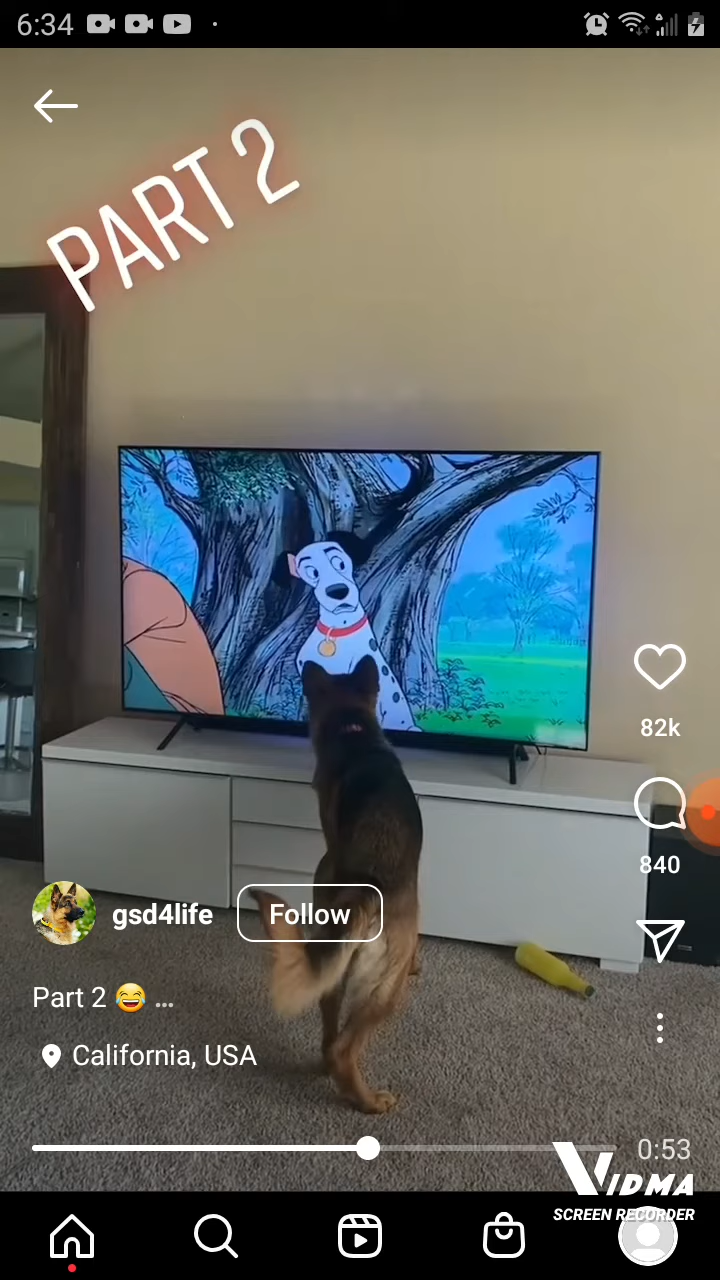 6:34
PART 2
82k
840
gsd4life
Follow
Part 2 😂 ...
California, USA
0:53
VIDMA
SCREEN RECORDER